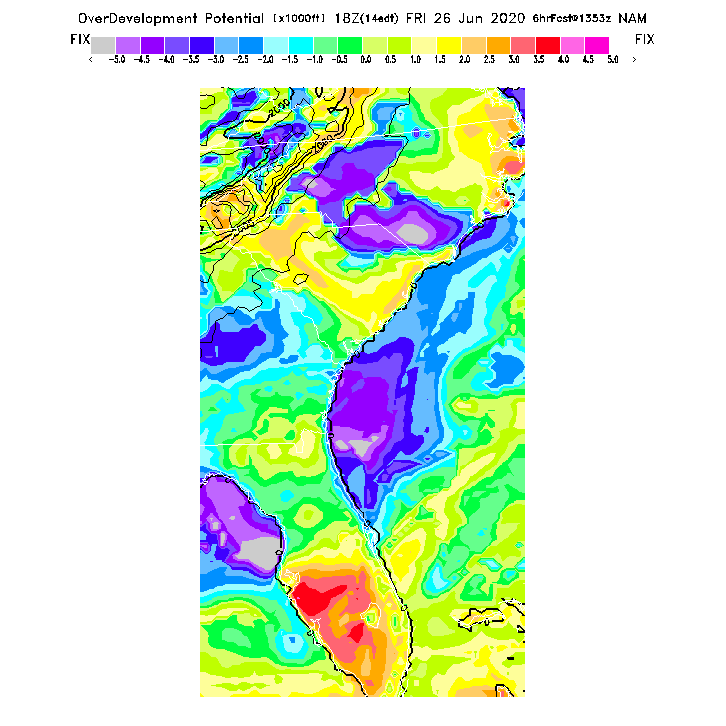 OverDevelopment Potential [x1000ft] 18Z(14edt) FRI 26 Jun 2020 6hrFcst@1353z NAM
FIX FIX
< -5.0 -4.5 -4.0 -3.5 -3.0 -2.5 -2.0 -1.5 -1.0 -0.5 0.0 0.5 1.0 1.5 2.0 2.5 3.0 3.5 4.0 4.5 5.0 >
2000
2000